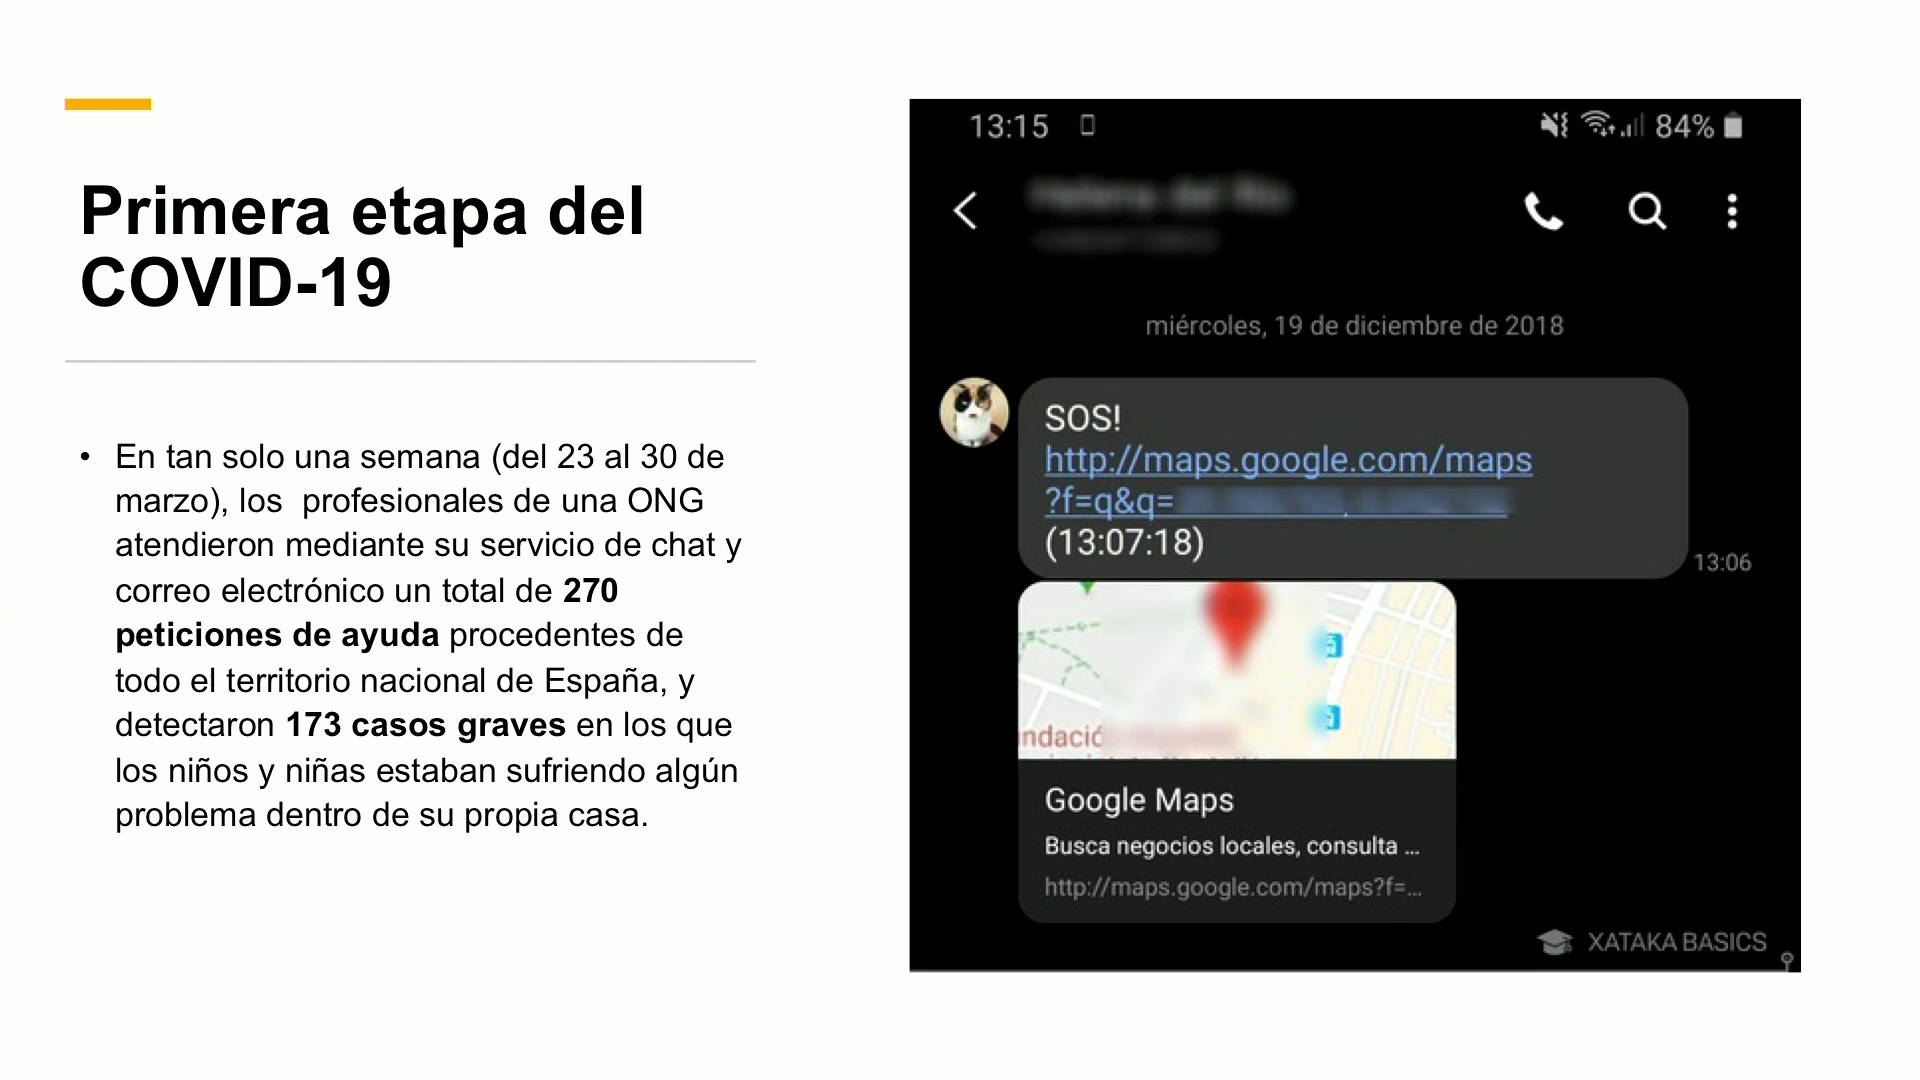 Primera etapa del
COVID-19
• En tan solo una semana (del 23 al 30 de
marzo), los  profesionales de una ONG
atendieron mediante su servicio de chat y
correo electrónico un total de 270
peticiones de ayuda procedentes de
todo el territorio nacional de España, y
detectaron 173 casos graves en los que
los niños y niñas estaban sufriendo algún
problema dentro de su propia casa.
13:15
84%
miércoles, 19 de diciembre de 2018
SOS!
http://maps.google.com/maps
?f=q&q=
(13:07:18)
13:06
Google Maps
Busca negocios locales, consulta ...
http://maps.google.com/maps?f=...
XATAKA BASICS